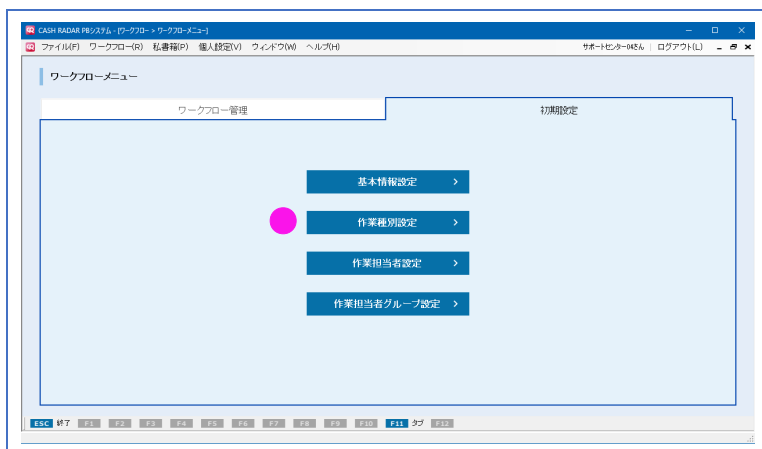 CASH RADAR PBシステム - [ワークフロー > ワークフローメニュー]
ファイル(F) ワークフロー(R) 私書箱(P) 個人設定(V) ウィンドウ(W) ヘルプ(H) サポートセンター04さん ログアウト(L)
ワークフローメニュー
ワークフロー管理 初期設定
基本情報設定
作業種別設定
作業担当者設定
作業担当者グループ設定
ESC 終了 F1 F2 F3 F4 F5 F6 F7 F8 F9 F10 F11 タブ F12